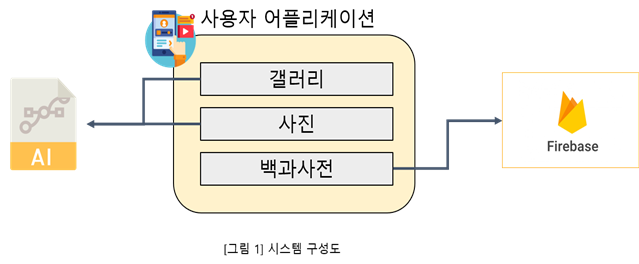 사용자 어플리케이션
갤러리
사진
백과사전
AI
Firebase
[그림 1] 시스템 구성도